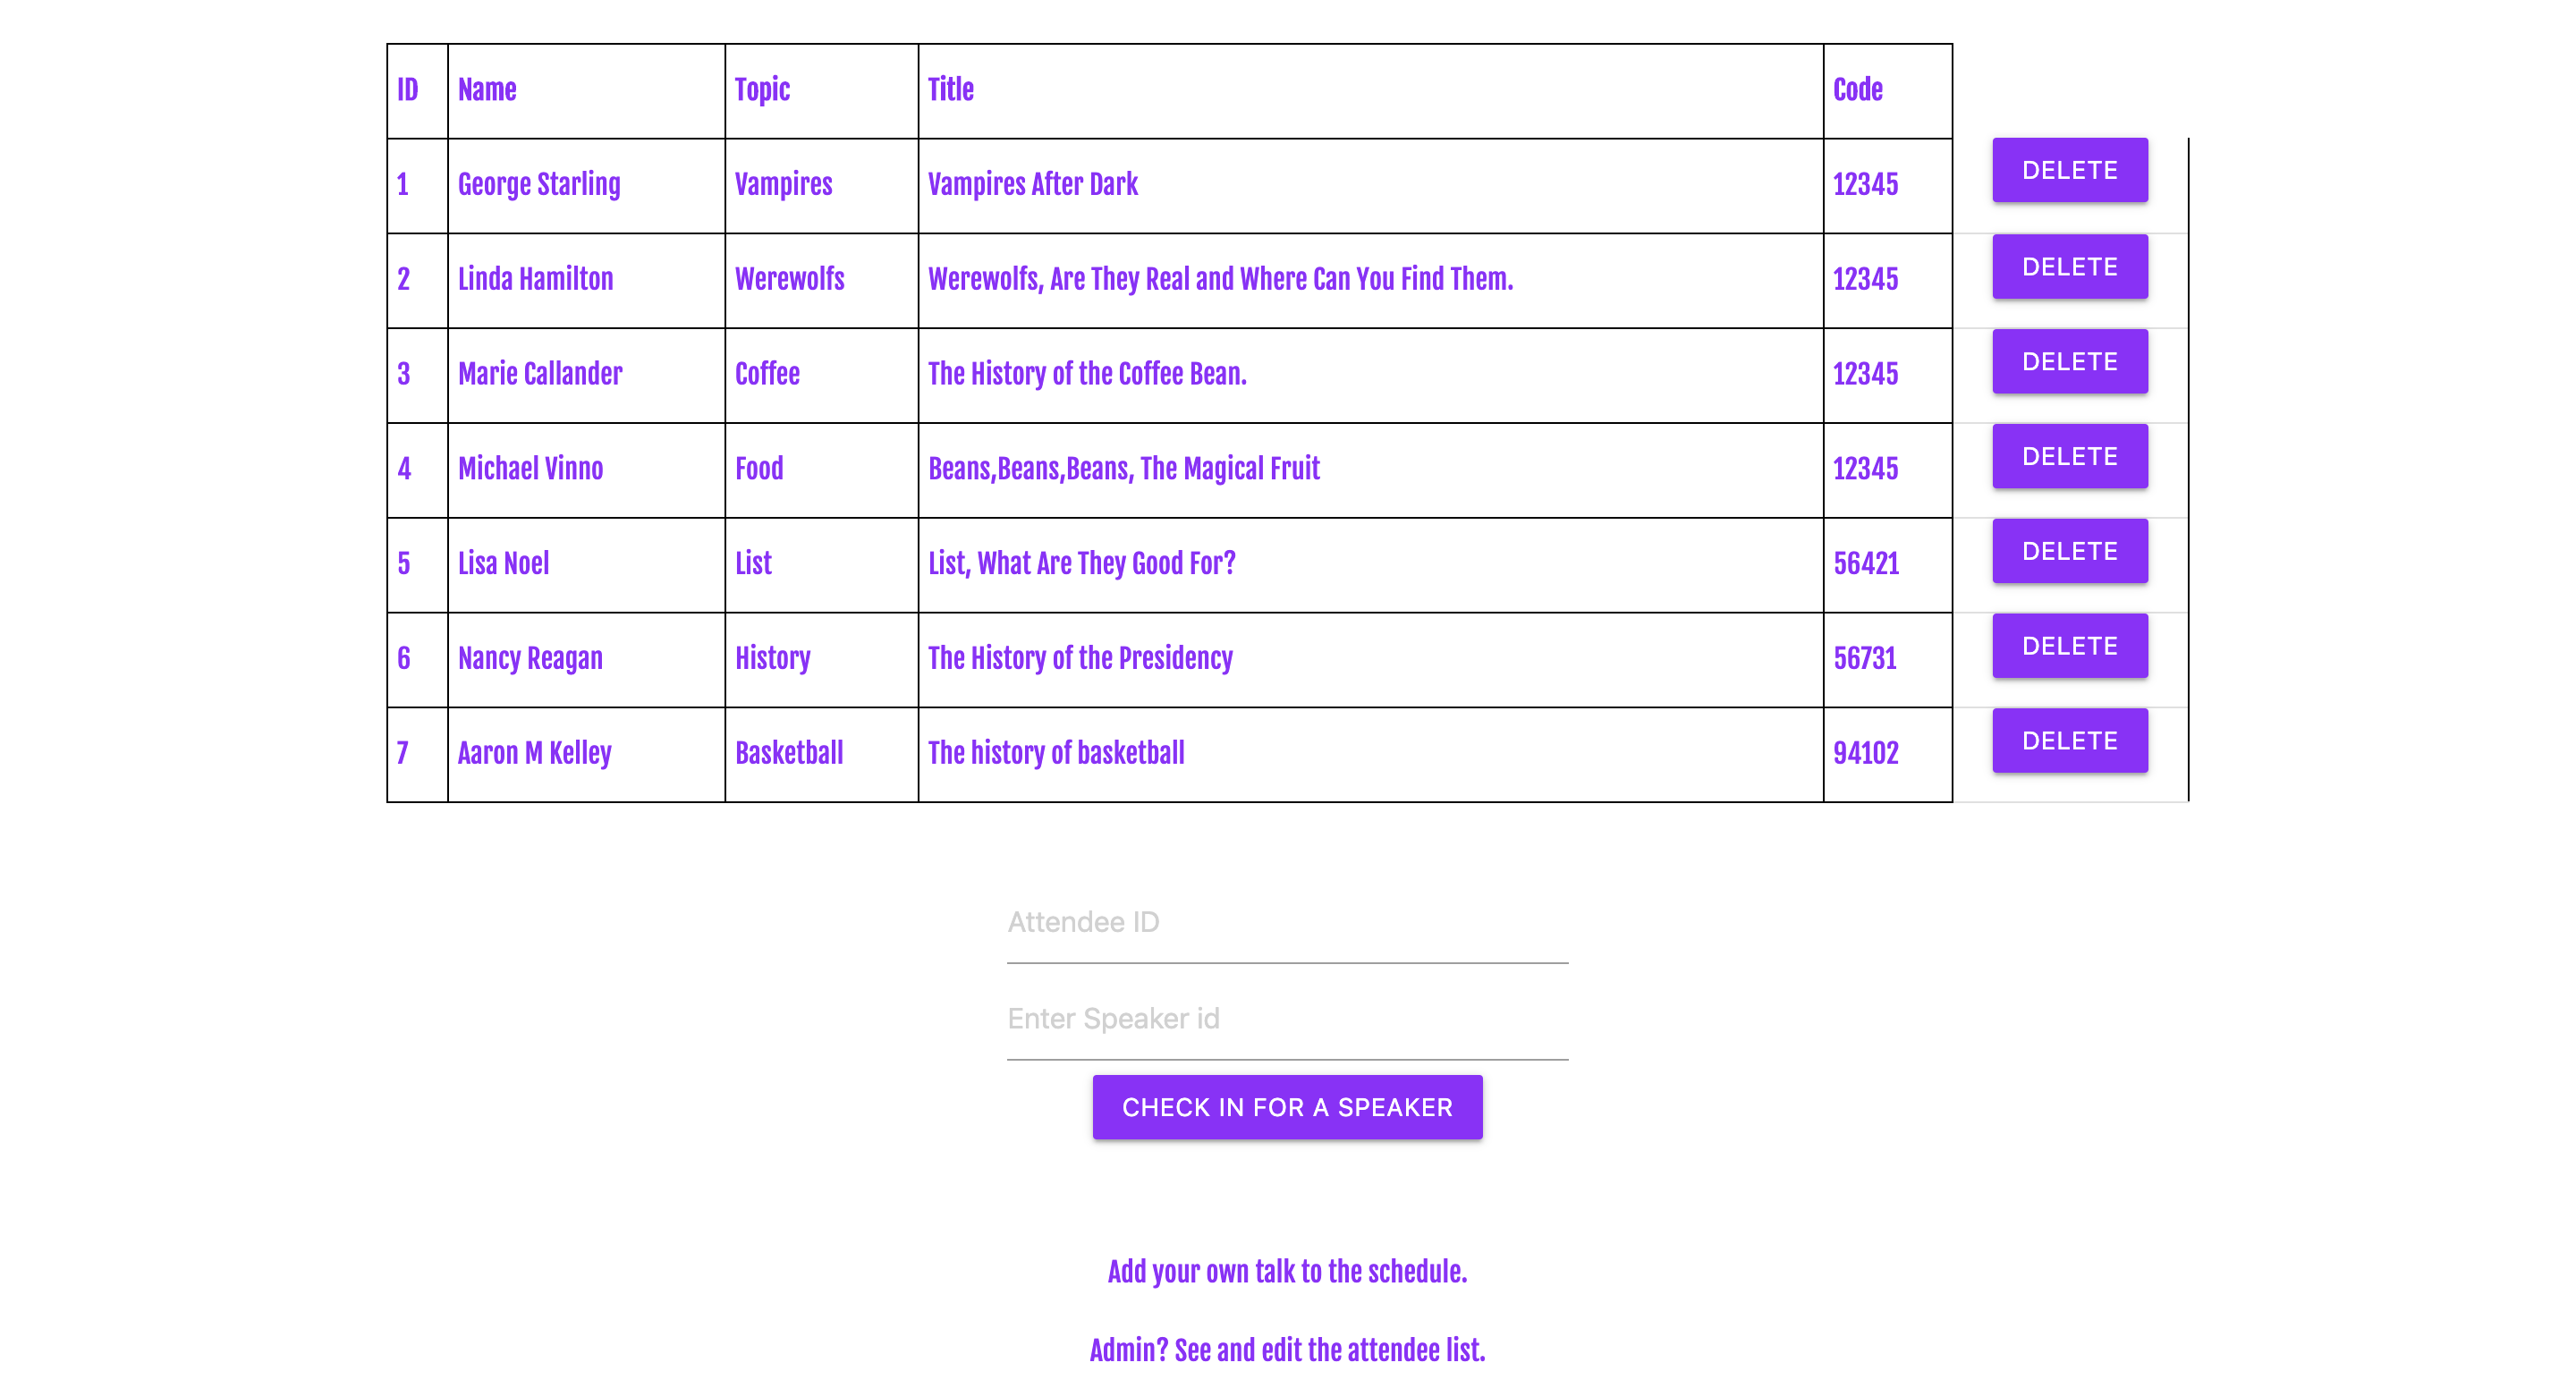 ID Name Topic Title Code
1 George Starling Vampires Vampires After Dark 12345 DELETE
2 Linda Hamilton Werewolfs Werewolfs, Are They Real and Where Can You Find Them. 12345 DELETE
3 Marie Callander Coffee The History of the Coffee Bean. 12345 DELETE
4 Michael Vinno Food Beans,Beans,Beans, The Magical Fruit 12345 DELETE
5 Lisa Noel List List, What Are They Good For? 56421 DELETE
6 Nancy Reagan History The History of the Presidency 56731 DELETE
7 Aaron M Kelley Basketball The history of basketball 94102 DELETE
Attendee ID
Enter Speaker id
CHECK IN FOR A SPEAKER
Add your own talk to the schedule.
Admin? See and edit the attendee list.